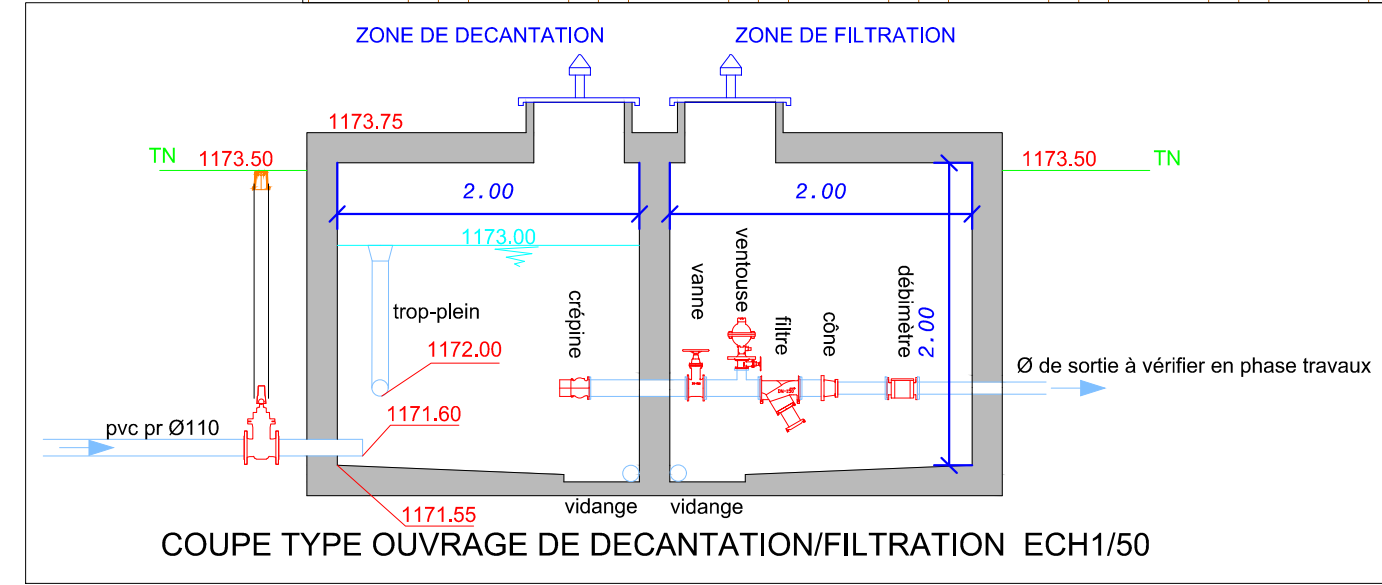 ZONE DE DECANTATION
ZONE DE FILTRATION
1173.75
TN
1173.50
1173.50
TN
2.00
2.00
1173.00
trop-plein
crépine
vanne
ventouse
filtre
cône
débimètre
2.00
1172.00
Ø de sortie à vérifier en phase travaux
1171.60
pvc pr Ø110
1171.55
vidange
vidange
COUPE TYPE OUVRAGE DE DECANTATION/FILTRATION ECH1/50